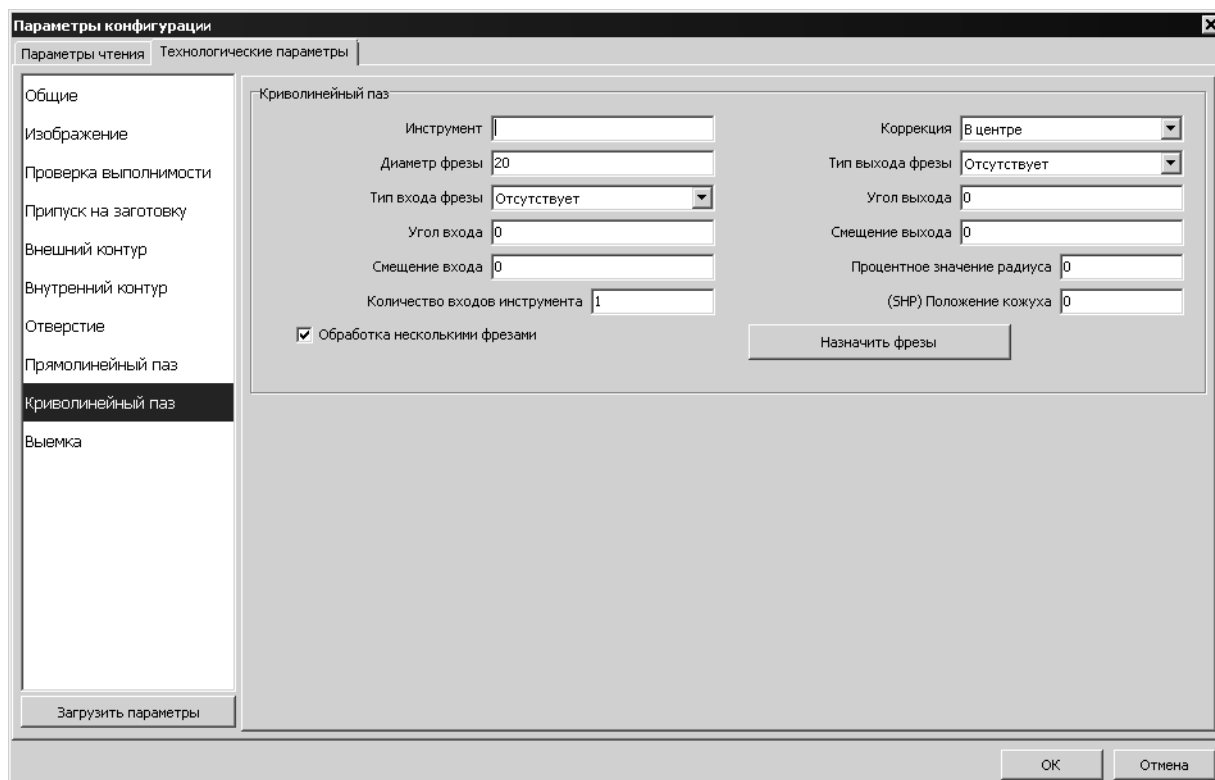 Параметры конфигурации
Параметры чтения Технологические параметры
Общие
Изображение
Проверка выполнимости
Припуск на заготовку
Внешний контур
Внутренний контур
Отверстие
Прямолинейный паз
Криволинейный паз
Выемка
Загрузить параметры
Криволинейный паз
Инструмент
Коррекция В центре
Диаметр фрезы 20
Тип выхода фрезы Отсутствует
Тип входа фрезы Отсутствует
Угол выхода 0
Угол входа 0
Смещение выхода 0
Смещение входа 0
Процентное значение радиуса 0
Количество входов инструмента 1
(SHP) Положение кожуха 0
Обработка несколькими фрезами
Назначить фрезы
ОК
Отмена